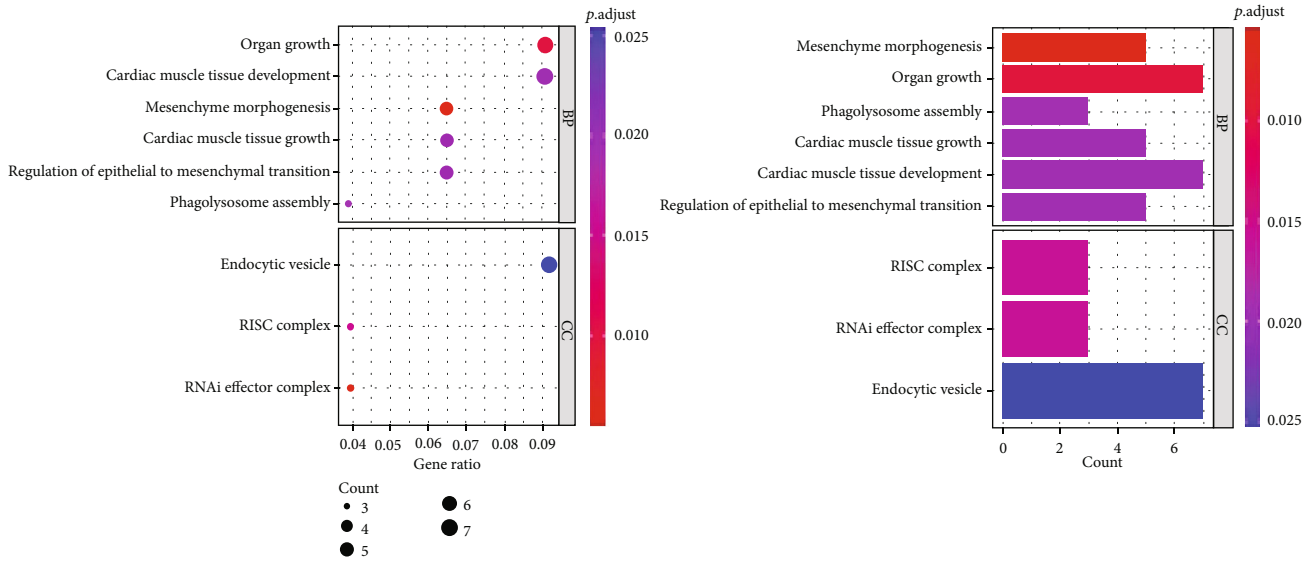 p.adjust
Organ growth
Cardiac muscle tissue development
Mesenchyme morphogenesis
Cardiac muscle tissue growth
Regulation of epithelial to mesenchymal transition
Phagolysosome assembly
BP
Endocytic vesicle
RISC complex
RNAi effector complex
CC
0.025
0.020
0.015
0.010
0.04 0.05 0.06 0.07 0.08 0.09
Gene ratio
Count
3
4
5
6
7
p.adjust
Mesenchyme morphogenesis
Organ growth
Phagolysosome assembly
Cardiac muscle tissue growth
Cardiac muscle tissue development
Regulation of epithelial to mesenchymal transition
BP
RISC complex
RNAi effector complex
Endocytic vesicle
CC
0.010
0.015
0.020
0.025
0 2 4 6
Count